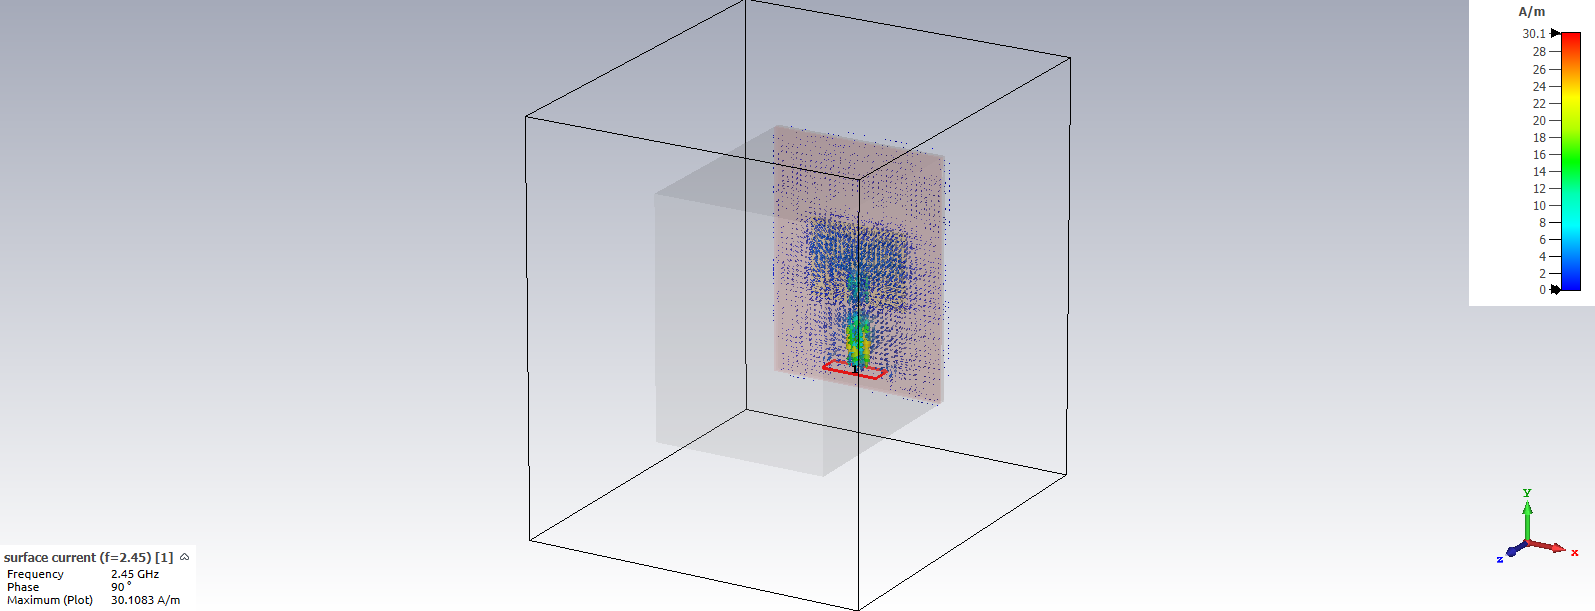 A/m
30.1
28
26
24
22
20
18
16
14
12
10
8
6
4
2
0
1
Y
x
z
surface current (f=2.45) [1]
Frequency 2.45 GHz
Phase 90°
Maximum (Plot) 30.1083 A/m